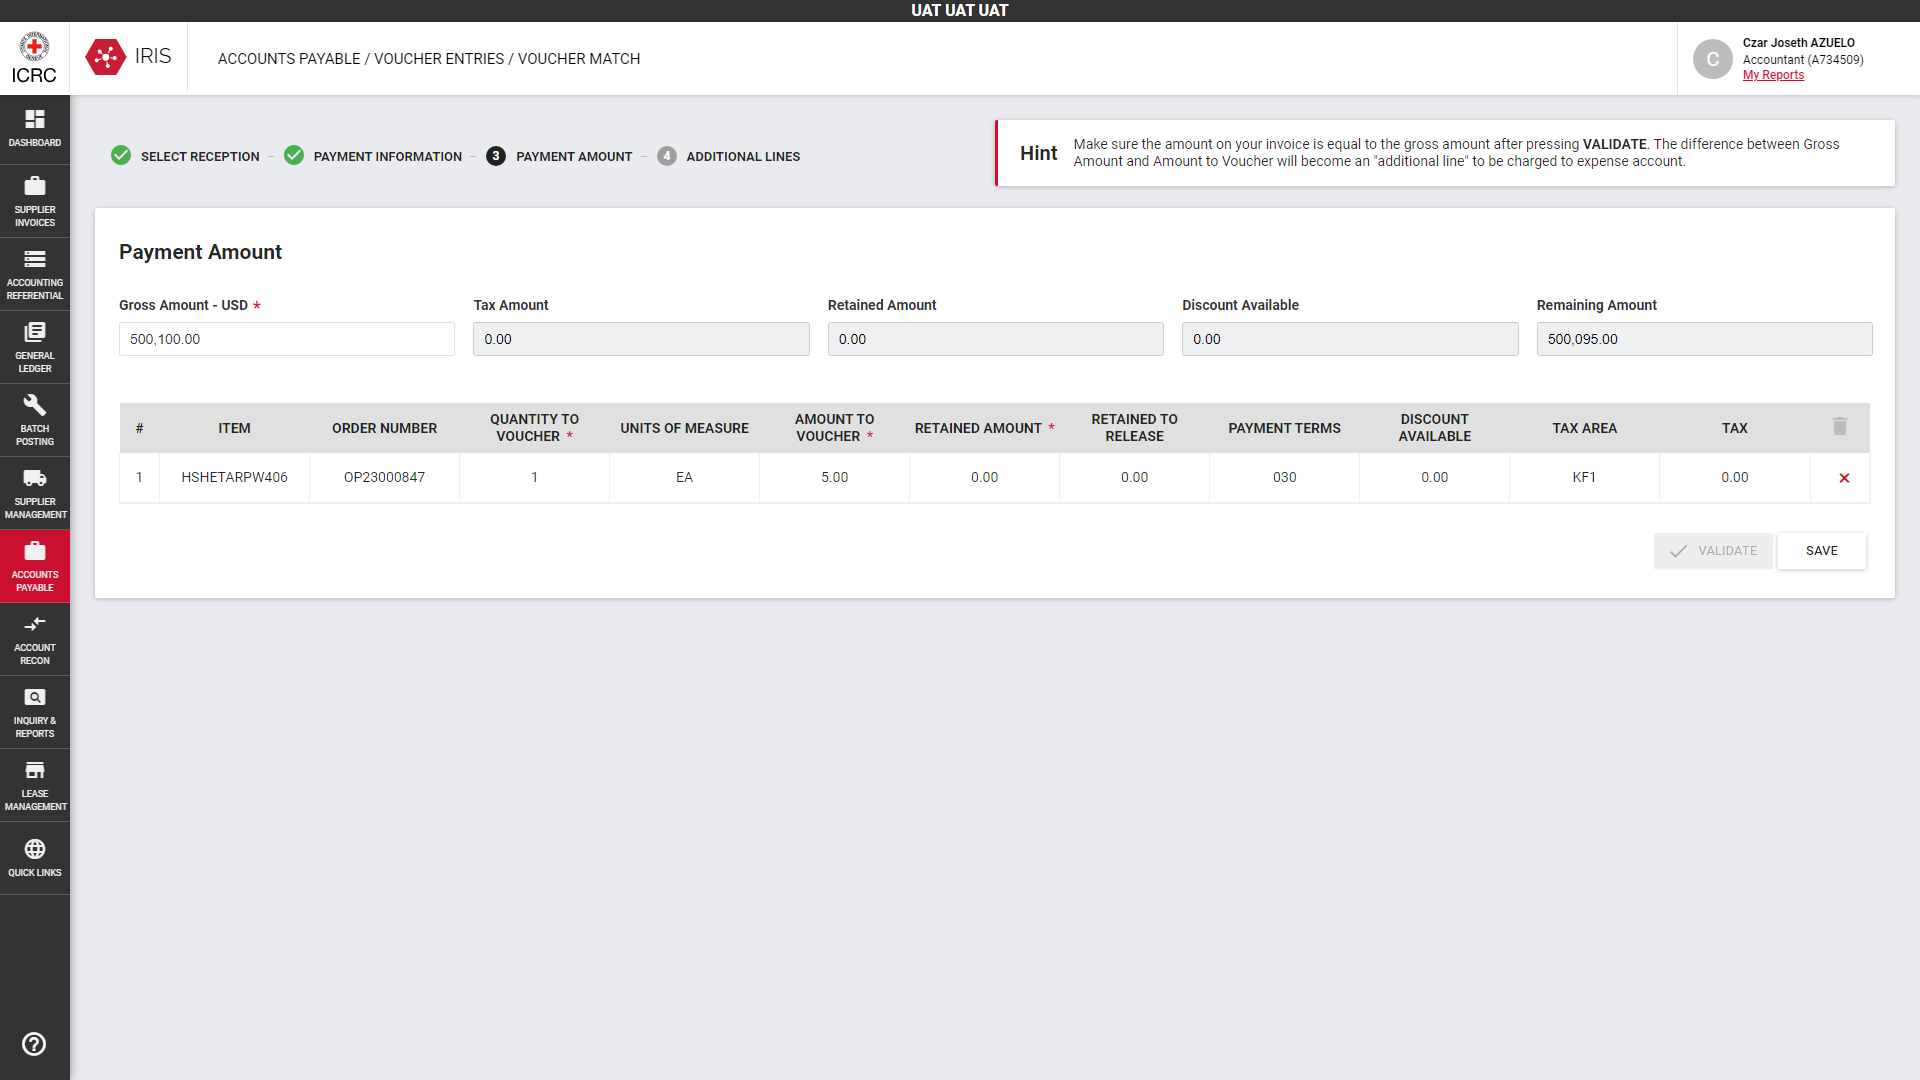 UAT UAT UAT
ICRC
IRIS
ACCOUNTS PAYABLE / VOUCHER ENTRIES / VOUCHER MATCH
C
Czar Joseth AZUELO
Accountant (A734509)
My Reports
DASHBOARD
SUPPLIER
INVOICES
ACCOUNTING
REFERENTIAL
GENERAL
LEDGER
BATCH
POSTING
SUPPLIER
MANAGEMENT
ACCOUNTS
PAYABLE
ACCOUNT
RECON
INQUIRY &
REPORTS
LEASE
MANAGEMENT
QUICK LINKS
SELECT RECEPTION – PAYMENT INFORMATION – 3 PAYMENT AMOUNT – 4 ADDITIONAL LINES
Hint
Make sure the amount on your invoice is equal to the gross amount after pressing VALIDATE. The difference between Gross
Amount and Amount to Voucher will become an "additional line" to be charged to expense account.
Payment Amount
Gross Amount - USD * Tax Amount Retained Amount Discount Available Remaining Amount
500,100.00 0.00 0.00 0.00 500,095.00
# ITEM ORDER NUMBER QUANTITY TO VOUCHER * UNITS OF MEASURE AMOUNT TO VOUCHER * RETAINED AMOUNT * RETAINED TO RELEASE PAYMENT TERMS DISCOUNT AVAILABLE TAX AREA TAX
1 HSHETARPW406 OP23000847 1 EA 5.00 0.00 0.00 030 0.00 KF1 0.00
VALIDATE SAVE